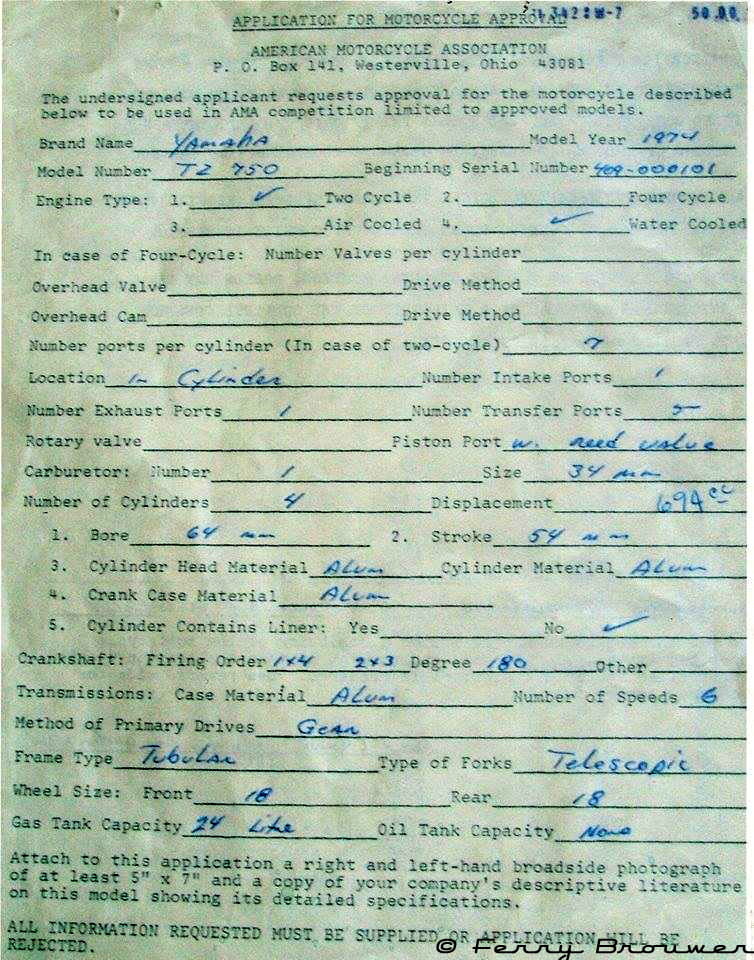 50.00
APPLICATION FOR MOTORCYCLE APPROVAL
AMERICAN MOTORCYCLE ASSOCIATION
P. O. Box 141, Westerville, Ohio 43081
The undersigned applicant requests approval for the motorcycle described
below to be used in AMA competition limited to approved models.
Brand Name YAMAHA Model Year 1974
Model Number TZ 750 Beginning Serial Number 409-000101
Engine Type: 1. ✓ Two Cycle 2. Four Cycle
3. Air Cooled 4. ✓ Water Cooled
In case of Four-Cycle: Number Valves per cylinder
Overhead Valve Drive Method
Overhead Cam Drive Method
Number ports per cylinder (In case of two-cycle) 7
Location in Cylinder Number Intake Ports 1
Number Exhaust Ports 1 Number Transfer Ports 5
Rotary valve Piston Port w. reed valve
Carburetor: Number 1 Size 34 mm
Number of Cylinders 4 Displacement 694 cc
1. Bore 64 mm 2. Stroke 54 mm
3. Cylinder Head Material Alum Cylinder Material Alum
4. Crank Case Material Alum
5. Cylinder Contains Liner: Yes No ✓
Crankshaft: Firing Order 1x4 2x3 Degree 180 Other
Transmissions: Case Material Alum Number of Speeds 6
Method of Primary Drives Gear
Frame Type Tubular Type of Forks Telescopic
Wheel Size: Front 18 Rear 18
Gas Tank Capacity 24 Litre Oil Tank Capacity None
Attach to this application a right and left-hand broadside photograph
of at least 5" x 7" and a copy of your company's descriptive literature
on this model showing its detailed specifications.
ALL INFORMATION REQUESTED MUST BE SUPPLIED OR APPLICATION WILL BE
REJECTED.
© Ferry Brouwer